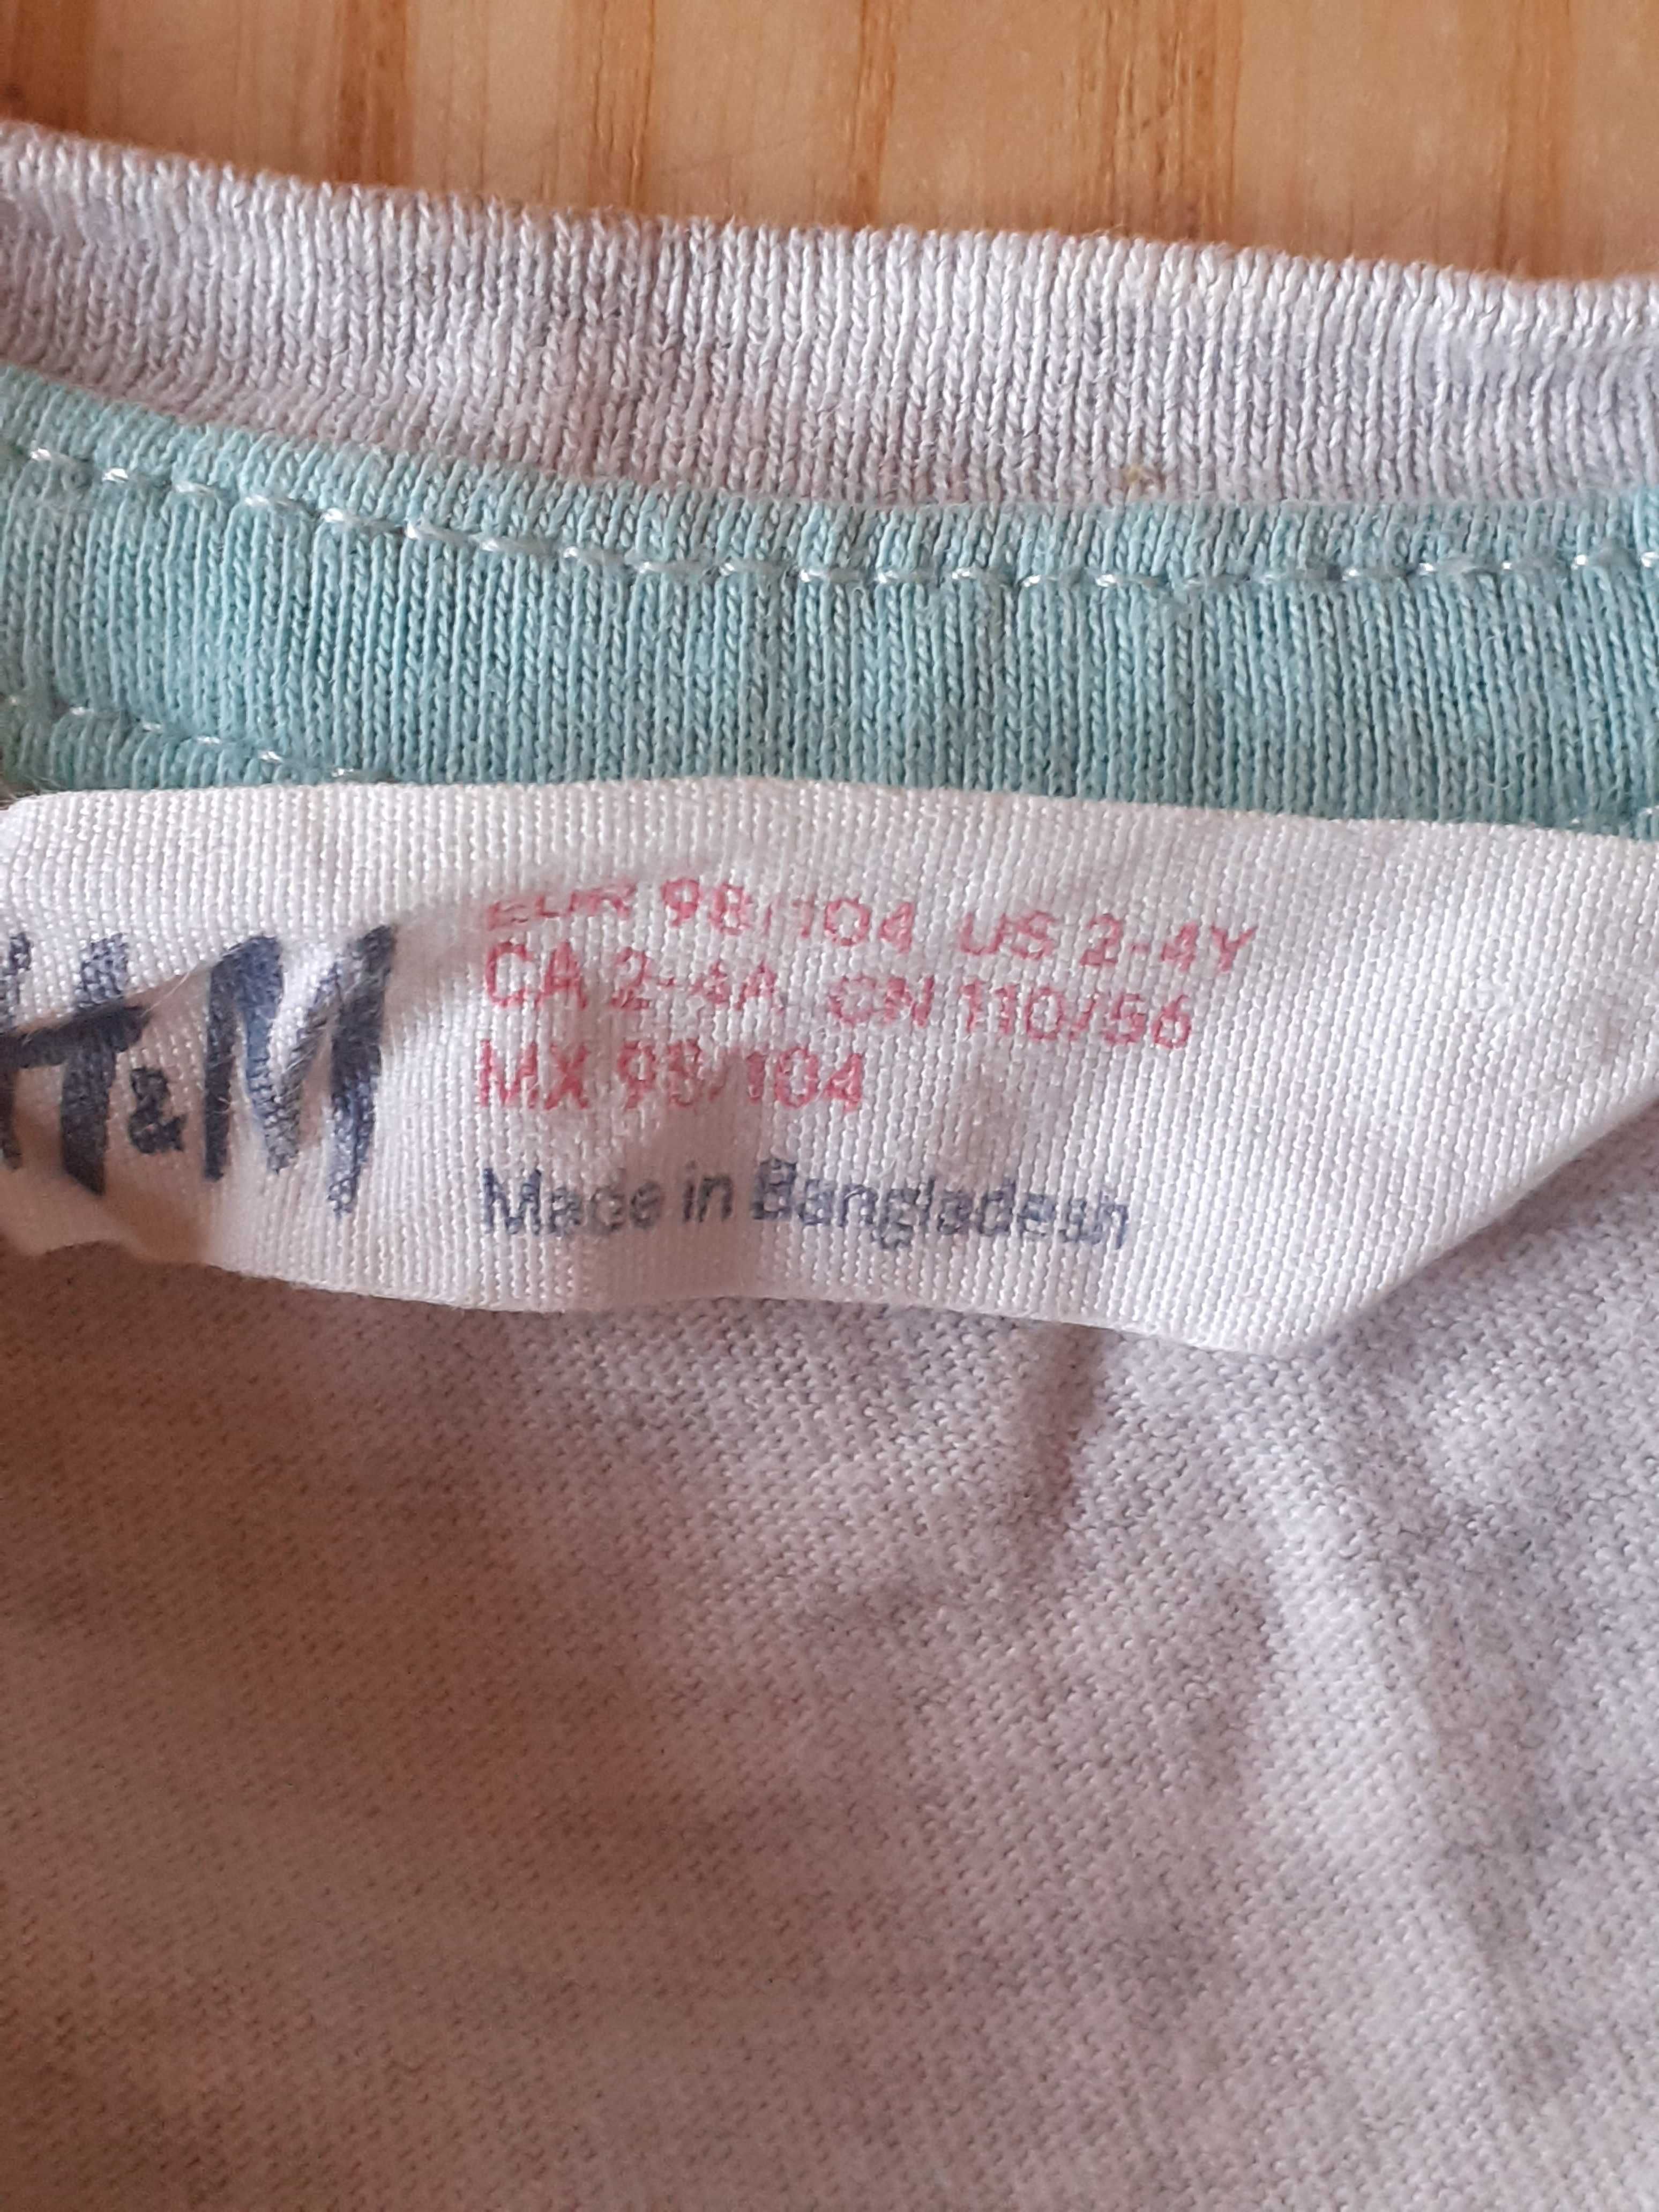 H&M
EUR 98/104 US 2-4Y
CA 2-4A CN 110/56
MX 98/104
Made in Bangladesh